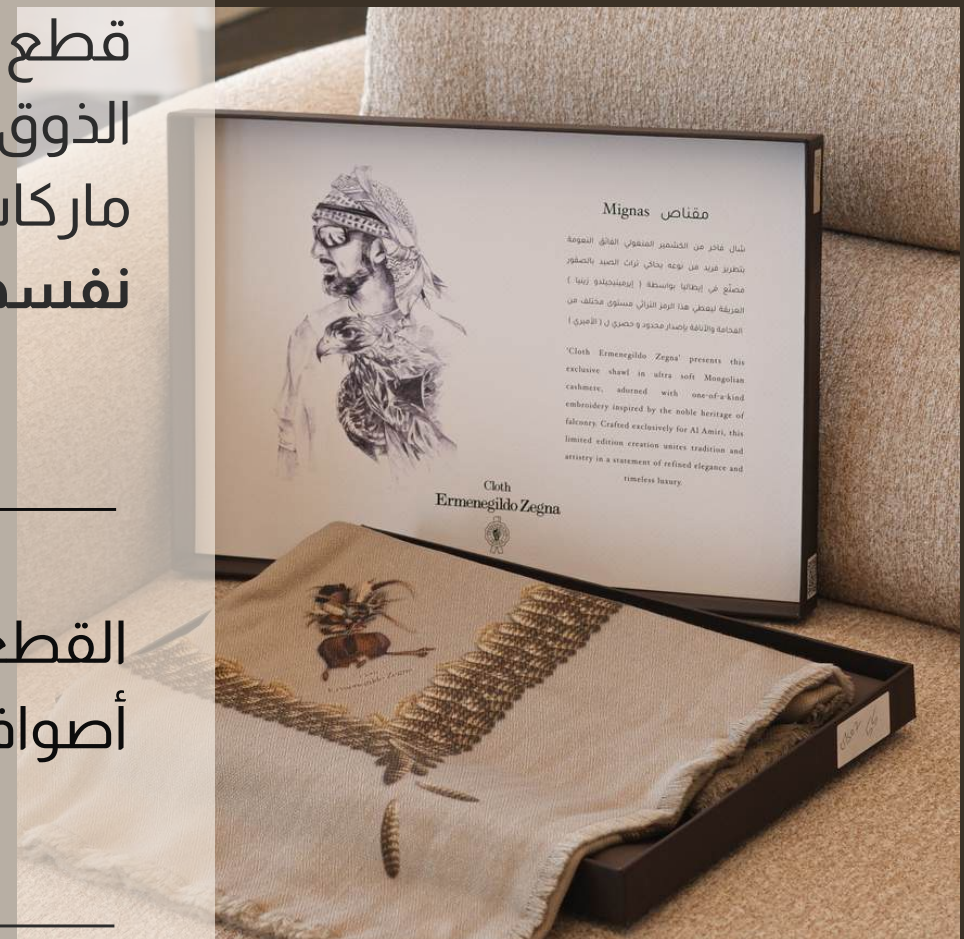 قطع
الذوق
نفس
القطع
Mignas مقناص
شال فاخر من الكشمير المنغولي الفائق النعومة
بتطريز فريد من نوعه يحاكي تراث الصيد بالصقور
مصنّع في إيطاليا بواسطة ( إيرمينيجيلدو زينيا )
العريقة ليعطي هذا الرمز التراثي مستوى مختلف من
الفخامة والأناقة بإصدار محدود و حصري ل ( الأميري )
'Cloth Ermenegildo Zegna' presents this
exclusive shawl in ultra soft Mongolian
cashmere, adorned with one-of-a-kind
embroidery inspired by the noble heritage of
falconry. Crafted exclusively for Al Amiri, this
limited edition creation unites tradition and
artistry in a statement of refined elegance and
timeless luxury.
Cloth
Ermenegildo Zegna
Ermenegildo Zegna